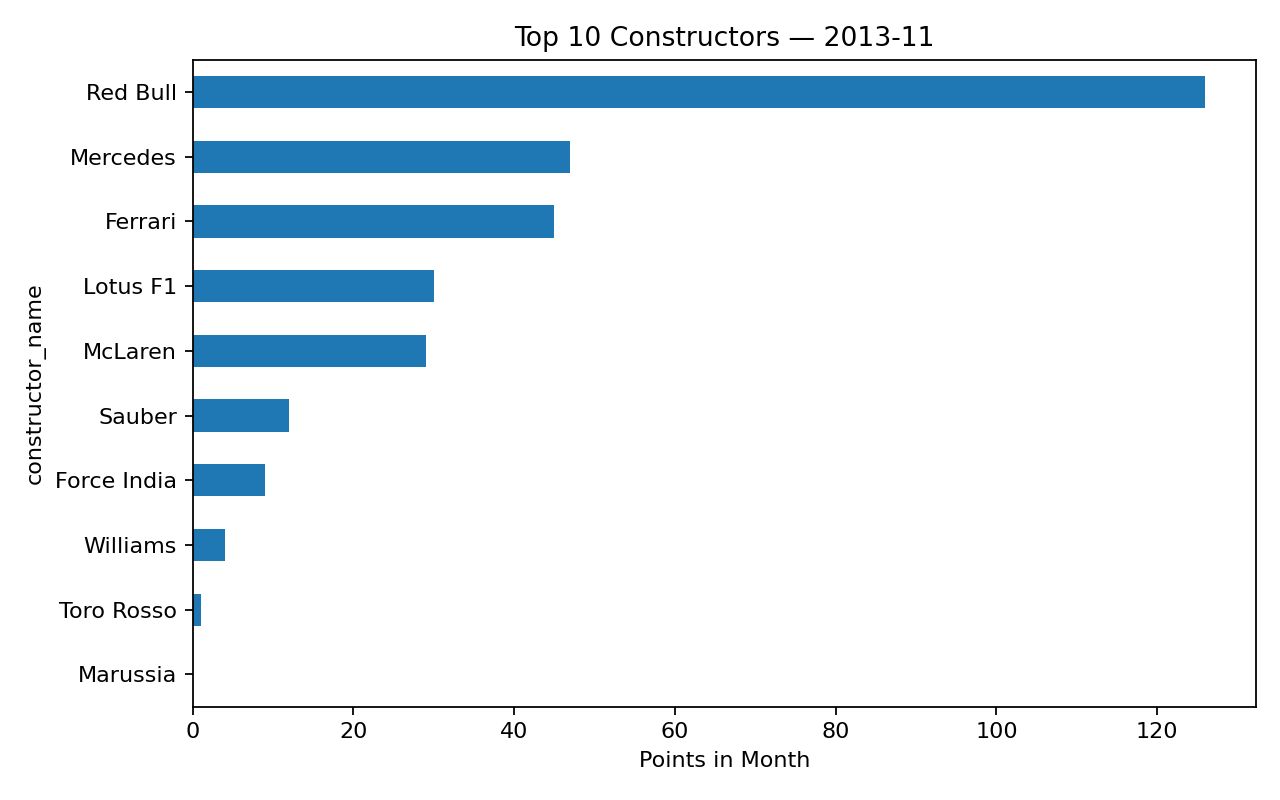 Top 10 Constructors — 2013-11
Red Bull
Mercedes
Ferrari
Lotus F1
McLaren
Sauber
Force India
Williams
Toro Rosso
Marussia
constructor_name
0 20 40 60 80 100 120
Points in Month